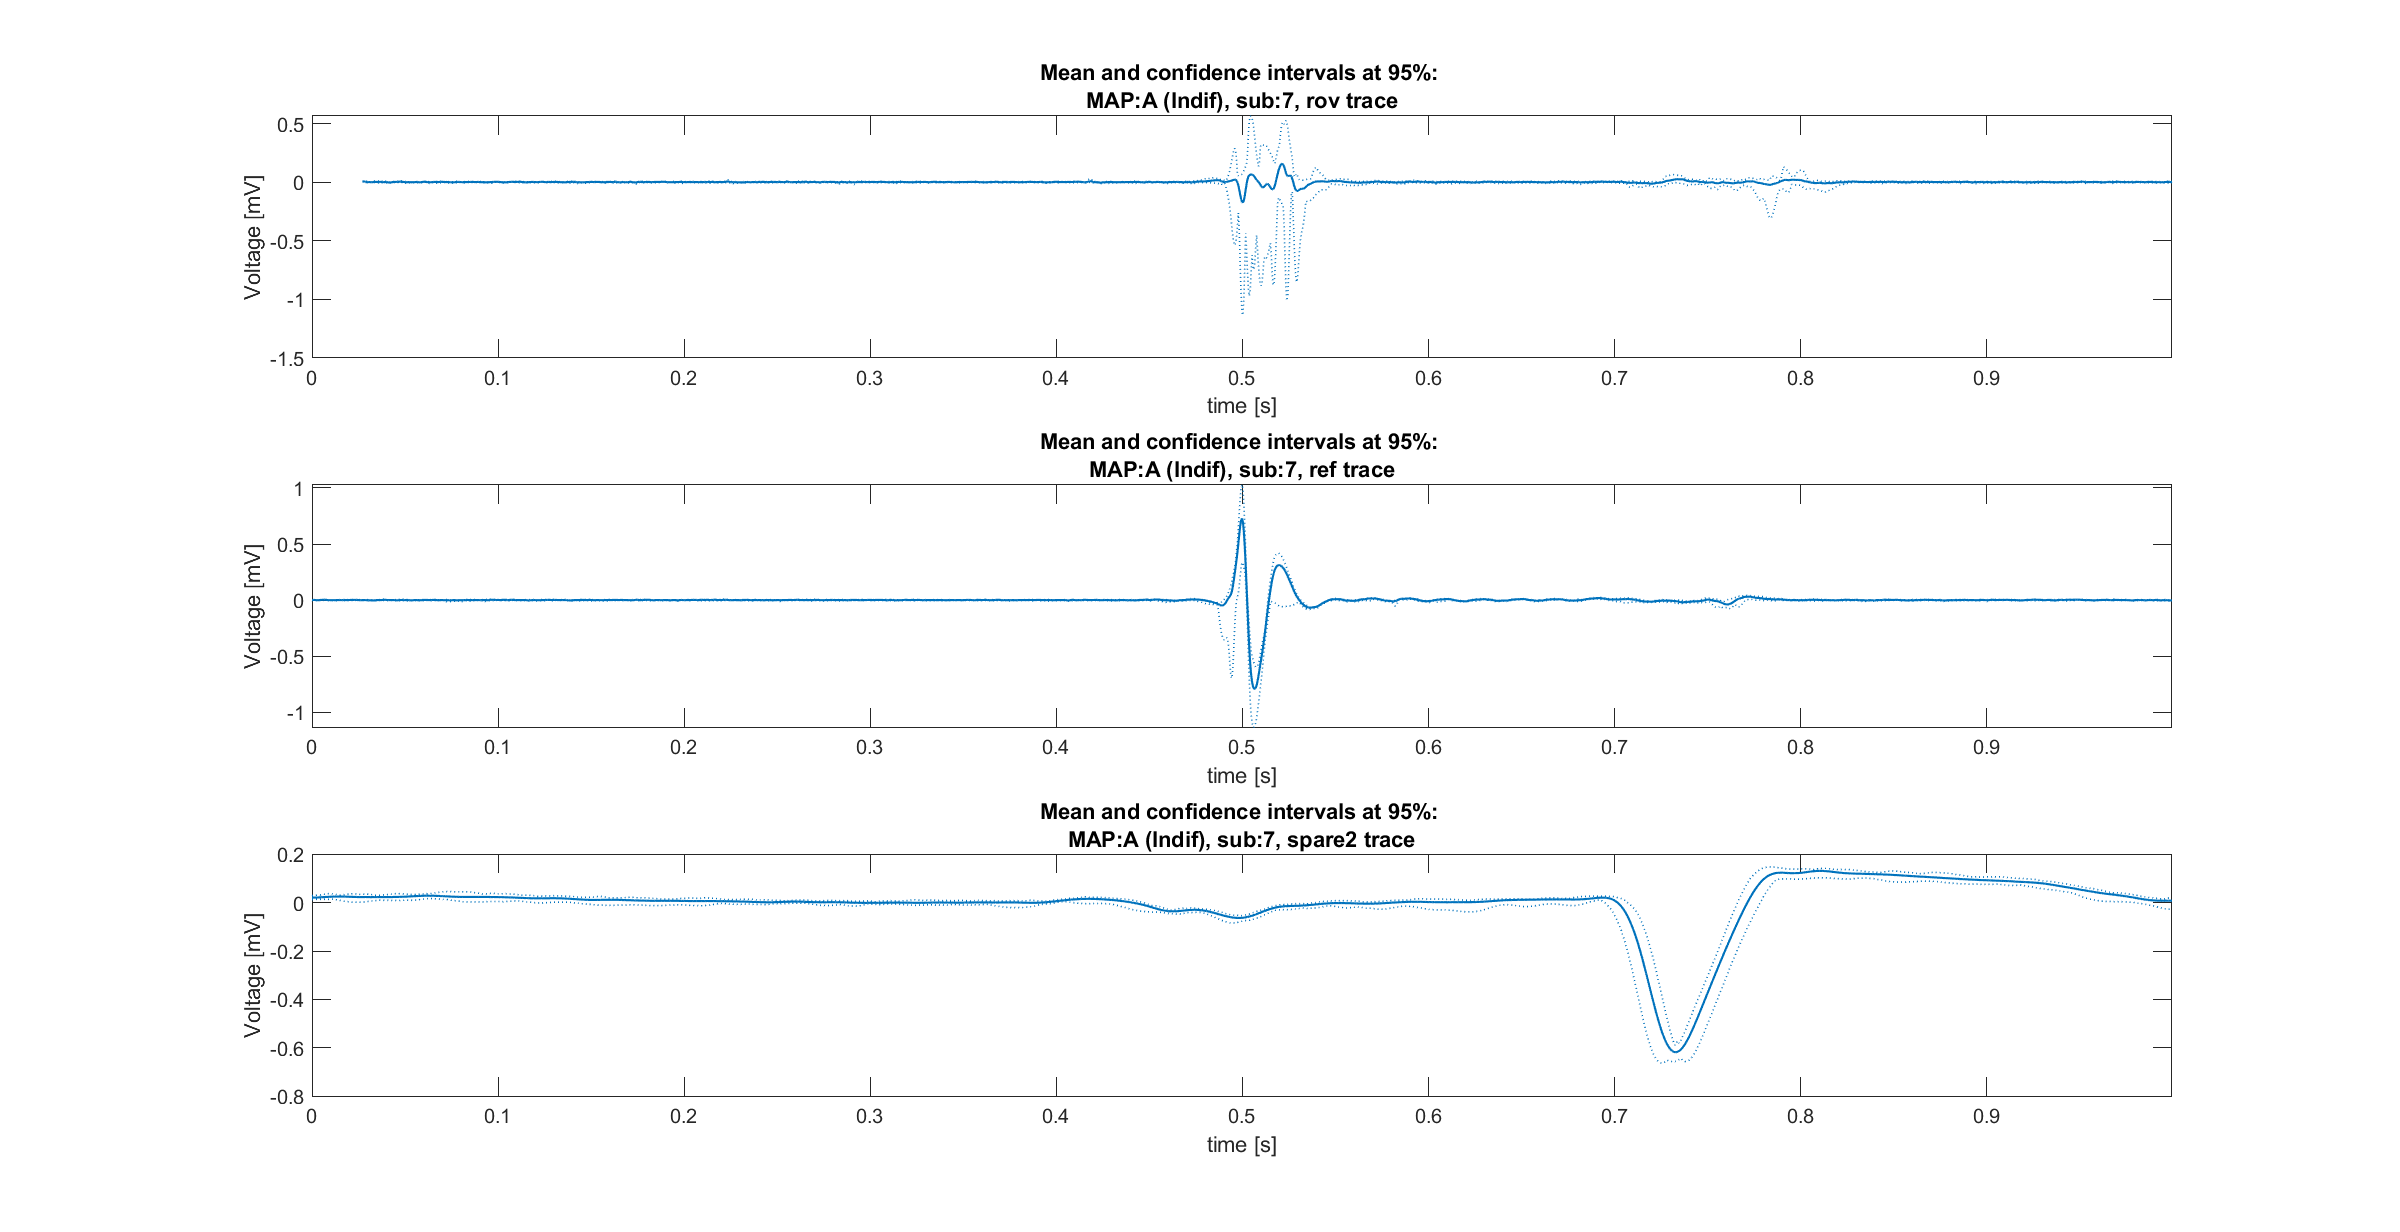 Mean and confidence intervals at 95%:
MAP:A (Indif), sub:7, rov trace
Voltage [mV]
0.5
0
-0.5
-1
-1.5
0 0.1 0.2 0.3 0.4 0.5 0.6 0.7 0.8 0.9
time [s]
Mean and confidence intervals at 95%:
MAP:A (Indif), sub:7, ref trace
Voltage [mV]
1
0.5
0
-0.5
-1
0 0.1 0.2 0.3 0.4 0.5 0.6 0.7 0.8 0.9
time [s]
Mean and confidence intervals at 95%:
MAP:A (Indif), sub:7, spare2 trace
Voltage [mV]
0.2
0
-0.2
-0.4
-0.6
-0.8
0 0.1 0.2 0.3 0.4 0.5 0.6 0.7 0.8 0.9
time [s]